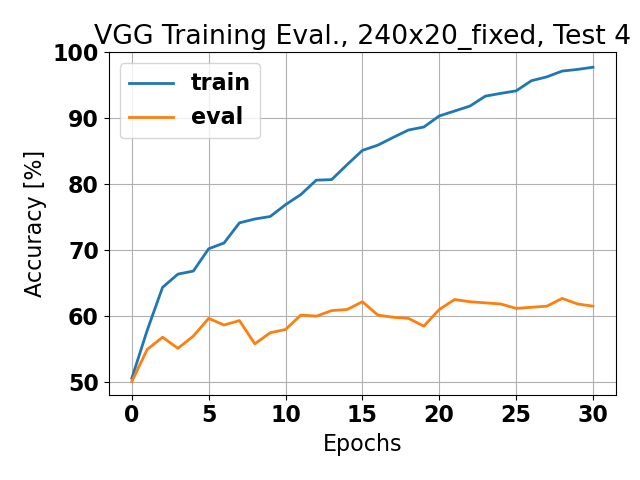 VGG Training Eval., 240x20_fixed, Test 4
100
90
80
70
60
50
Accuracy [%]
train
eval
0 5 10 15 20 25 30
Epochs